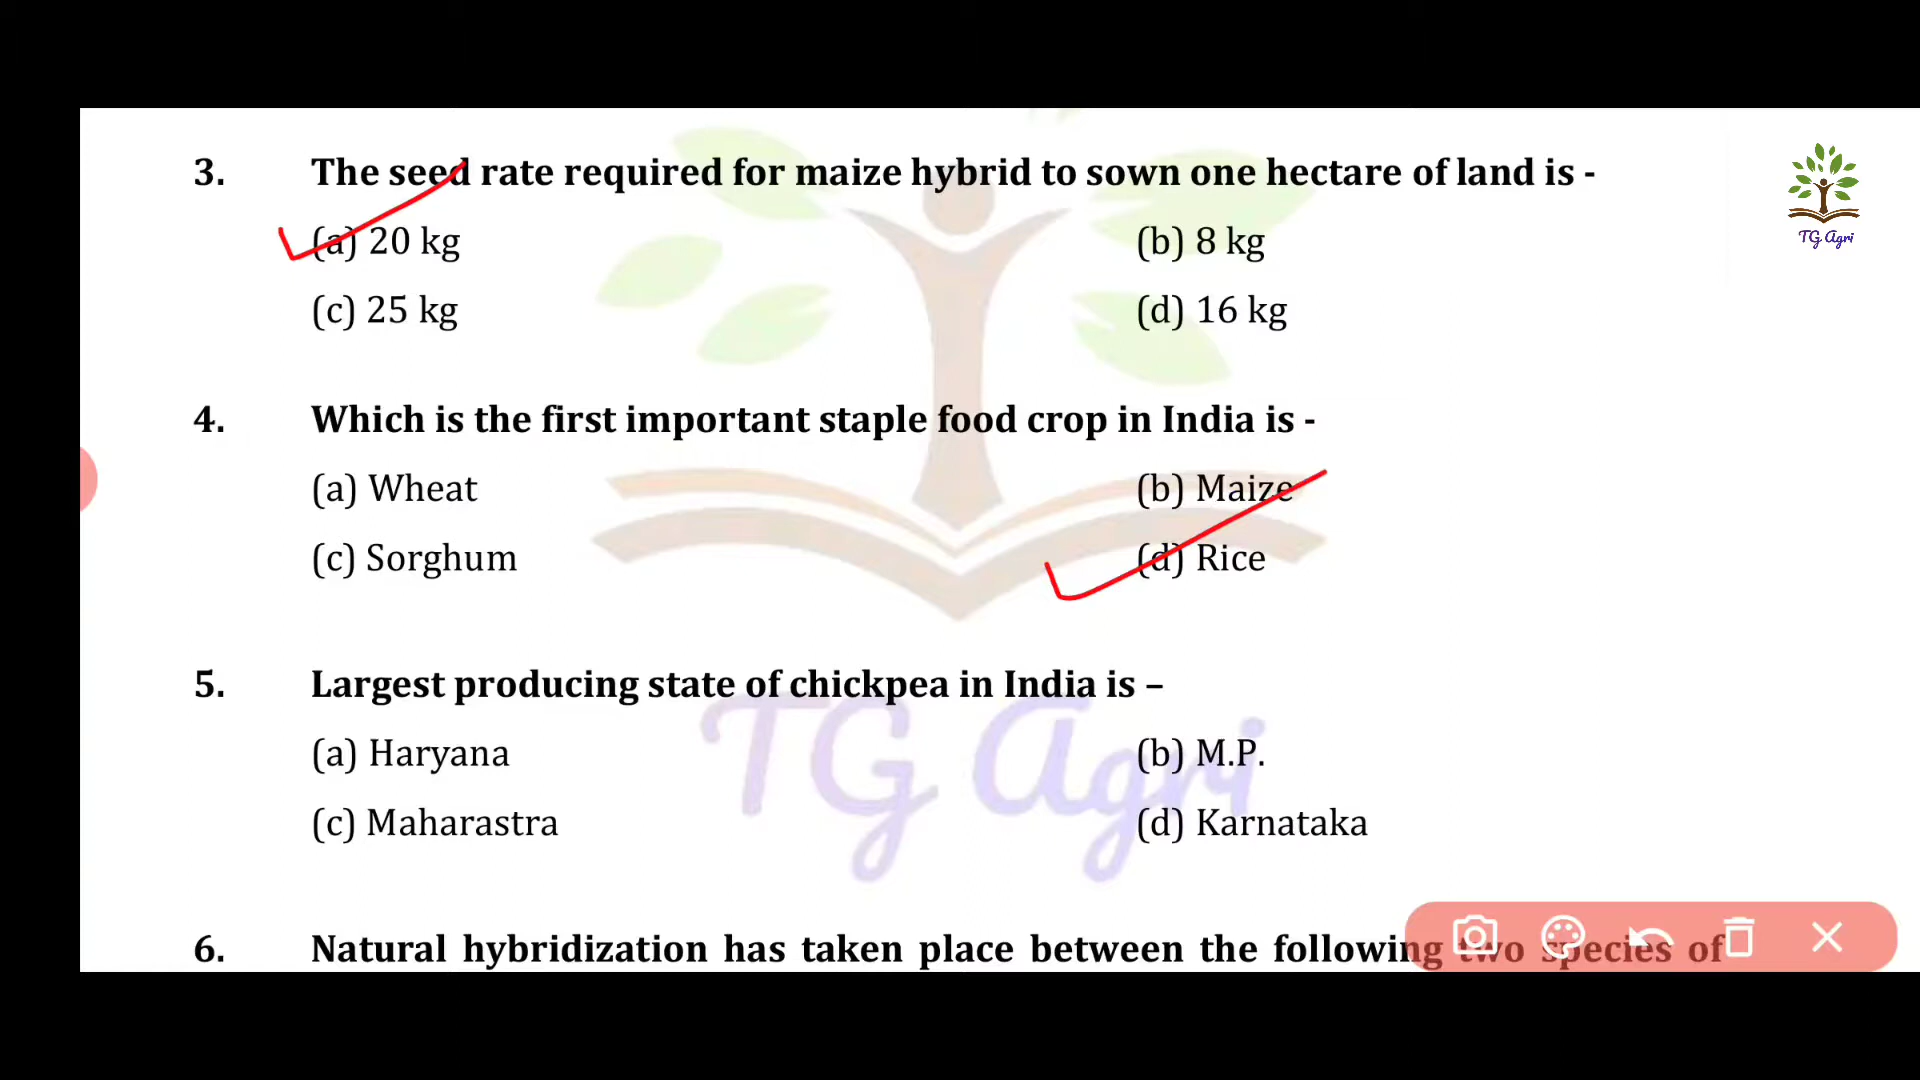 3. The seed rate required for maize hybrid to sown one hectare of land is -
(a) 20 kg (b) 8 kg
(c) 25 kg (d) 16 kg
TG Agri
4. Which is the first important staple food crop in India is -
(a) Wheat (b) Maize
(c) Sorghum (d) Rice
5. Largest producing state of chickpea in India is –
(a) Haryana (b) M.P.
(c) Maharastra (d) Karnataka
TG Agri
6. Natural hybridization has taken place between the following two species of